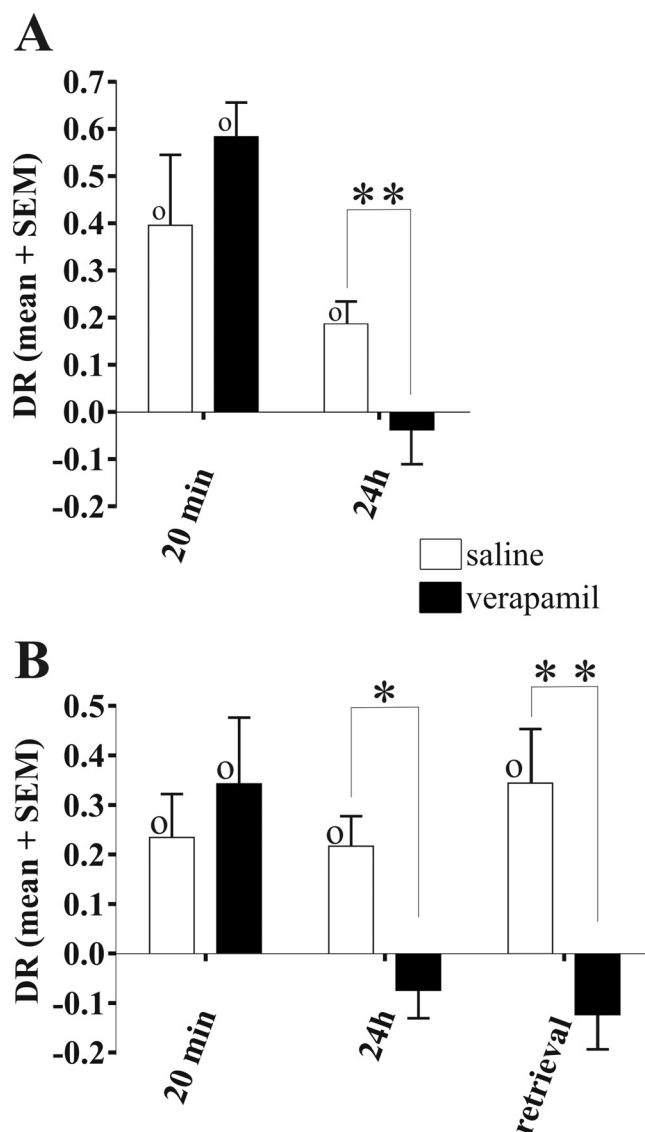 A
DR (mean + SEM)
0.7
0.6
0.5
0.4
0.3
0.2
0.1
0.0
-0.1
-0.2
o
o
o
**
20 min
24h
saline
verapamil
B
DR (mean + SEM)
0.5
0.4
0.3
0.2
0.1
0.0
-0.1
-0.2
o
o
o
o
*
* *
20 min
24h
retrieval